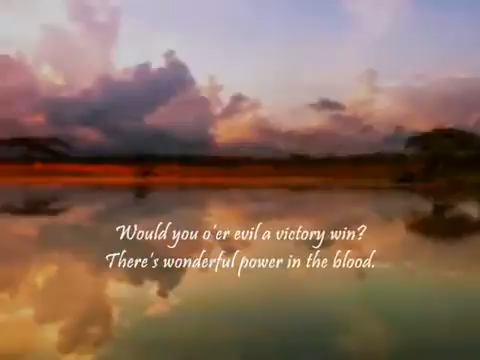 Would you o'er evil a victory win?
There's wonderful power in the blood.